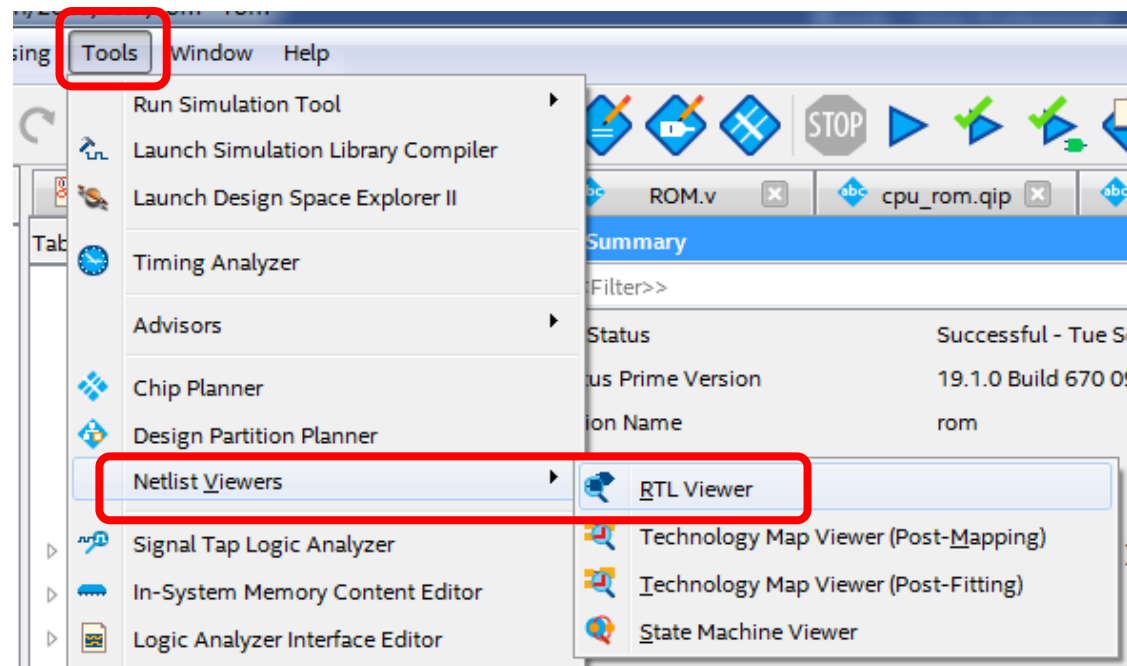 sing Tools Window Help
Run Simulation Tool
STOP
Launch Simulation Library Compiler
Launch Design Space Explorer II
ROM.v
cpu_rom.qip
Tab
Summary
Timing Analyzer
Filter>>
Advisors
Status
Successful - Tue S
Chip Planner
us Prime Version
19.1.0 Build 670 0
Design Partition Planner
ion Name
rom
Netlist Viewers
RTL Viewer
Signal Tap Logic Analyzer
Technology Map Viewer (Post-Mapping)
In-System Memory Content Editor
Technology Map Viewer (Post-Fitting)
Logic Analyzer Interface Editor
State Machine Viewer